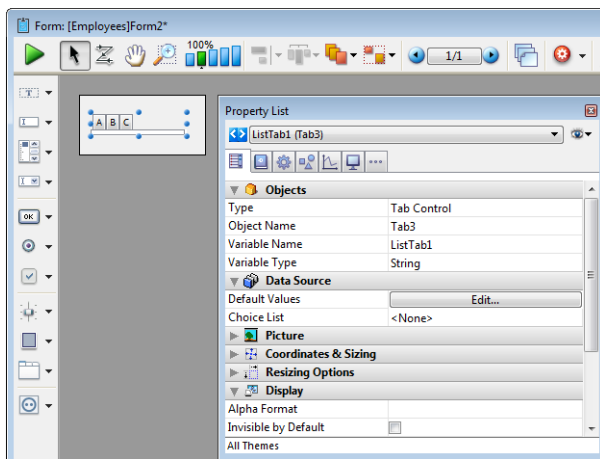 Form: [Employees]Form2*
100%
1/1
A B C
Property List
ListTab1 (Tab3)
Objects
Type Tab Control
Object Name Tab3
Variable Name ListTab1
Variable Type String
Data Source
Default Values Edit...
Choice List <None>
Picture
Coordinates & Sizing
Resizing Options
Display
Alpha Format
Invisible by Default
All Themes
OK